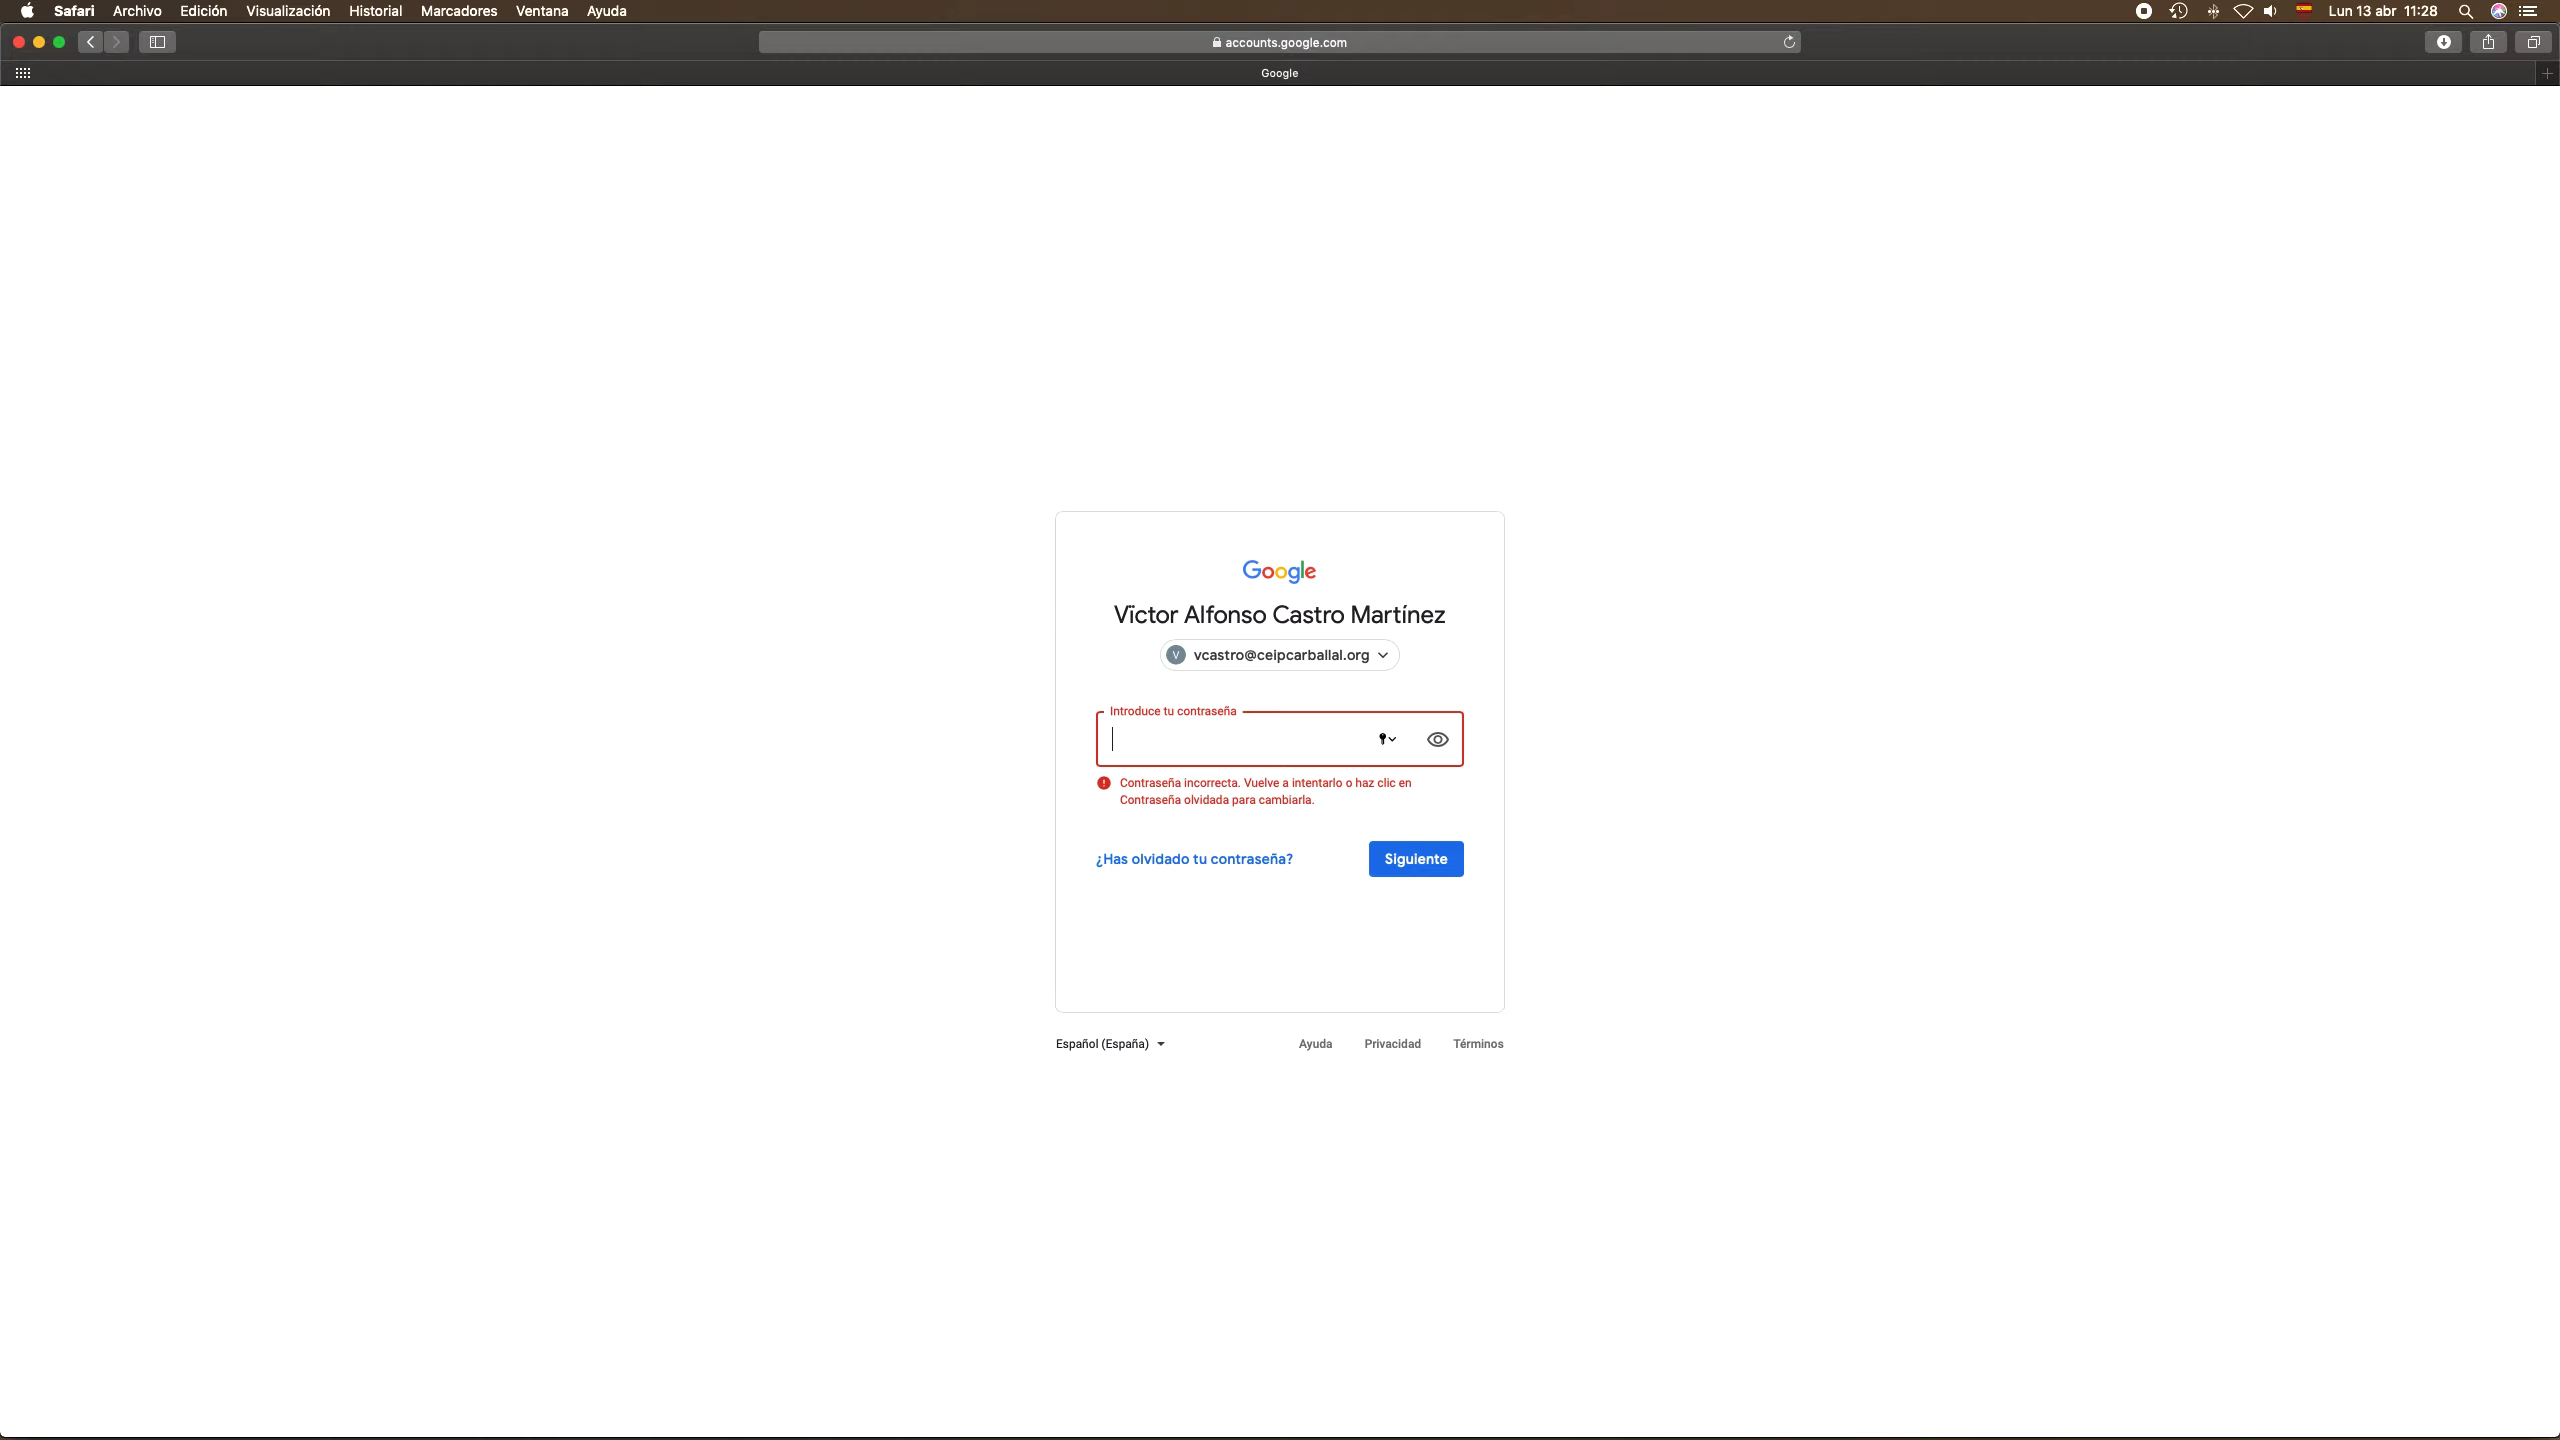 Safari Archivo Edición Visualización Historial Marcadores Ventana Ayuda Lun 13 abr 11:28
accounts.google.com
Google
Google
Vïctor Alfonso Castro Martínez
V vcastro@ceipcarballal.org
Introduce tu contraseña
Contraseña incorrecta. Vuelve a intentarlo o haz clic en
Contraseña olvidada para cambiarla.
¿Has olvidado tu contraseña? Siguiente
Español (España) Ayuda Privacidad Términos